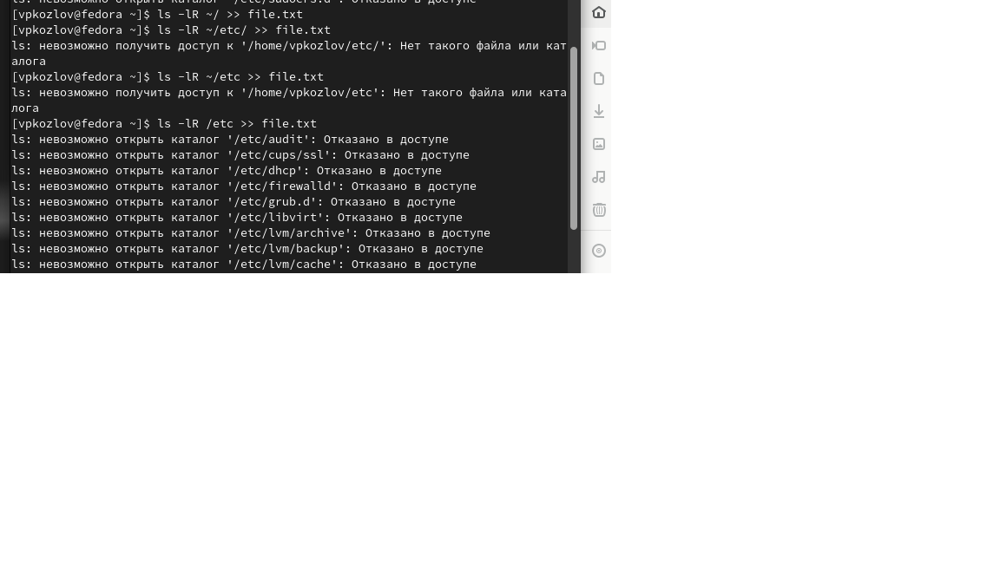 ls: невозможно открыть каталог '/etc/sudoers.d': Отказано в доступе
[vpkozlov@fedora ~]$ ls -lR ~/ >> file.txt
[vpkozlov@fedora ~]$ ls -lR ~/etc/ >> file.txt
ls: невозможно получить доступ к '/home/vpkozlov/etc/': Нет такого файла или кат
алога
[vpkozlov@fedora ~]$ ls -lR ~/etc >> file.txt
ls: невозможно получить доступ к '/home/vpkozlov/etc': Нет такого файла или ката
лога
[vpkozlov@fedora ~]$ ls -lR /etc >> file.txt
ls: невозможно открыть каталог '/etc/audit': Отказано в доступе
ls: невозможно открыть каталог '/etc/cups/ssl': Отказано в доступе
ls: невозможно открыть каталог '/etc/dhcp': Отказано в доступе
ls: невозможно открыть каталог '/etc/firewalld': Отказано в доступе
ls: невозможно открыть каталог '/etc/grub.d': Отказано в доступе
ls: невозможно открыть каталог '/etc/libvirt': Отказано в доступе
ls: невозможно открыть каталог '/etc/lvm/archive': Отказано в доступе
ls: невозможно открыть каталог '/etc/lvm/backup': Отказано в доступе
ls: невозможно открыть каталог '/etc/lvm/cache': Отказано в доступе